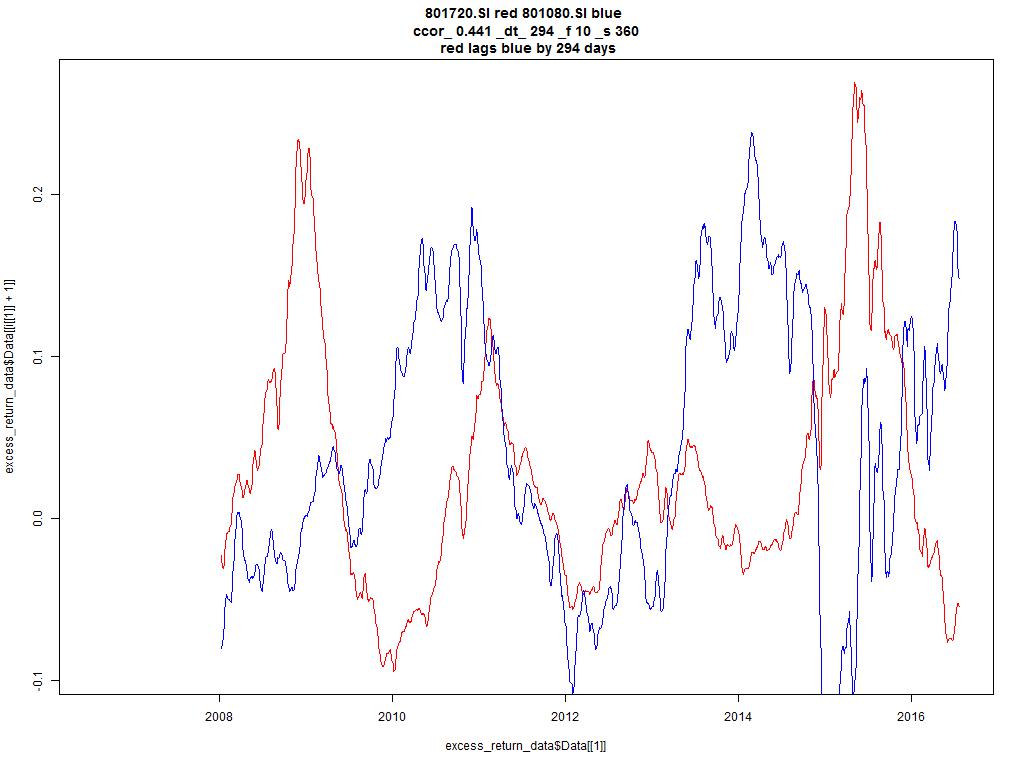 801720.SI red 801080.SI blue
ccor_ 0.441 _dt_ 294 _f 10 _s 360
red lags blue by 294 days
excess_return_data$Data[[i[[1]] + 1]]
0.2
0.1
0.0
-0.1
2008 2010 2012 2014 2016
excess_return_data$Data[[1]]